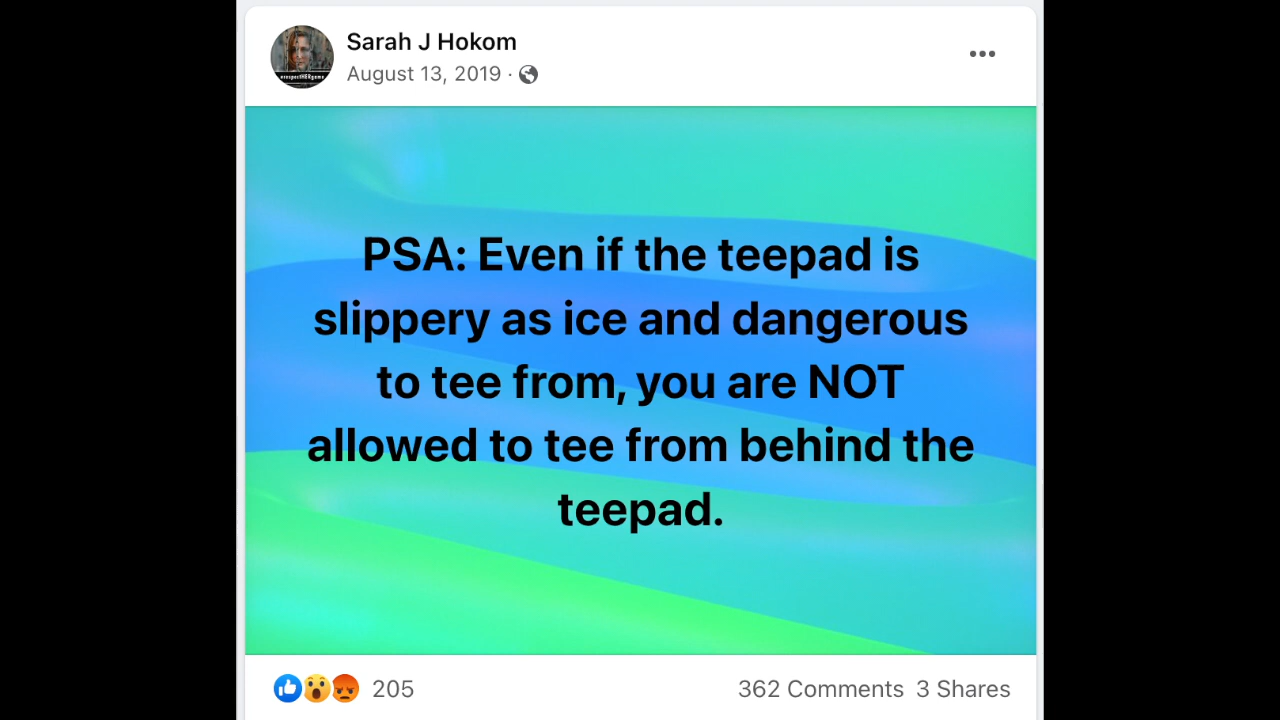 Sarah J Hokom
August 13, 2019 ·
PSA: Even if the teepad is
slippery as ice and dangerous
to tee from, you are NOT
allowed to tee from behind the
teepad.
205
362 Comments 3 Shares